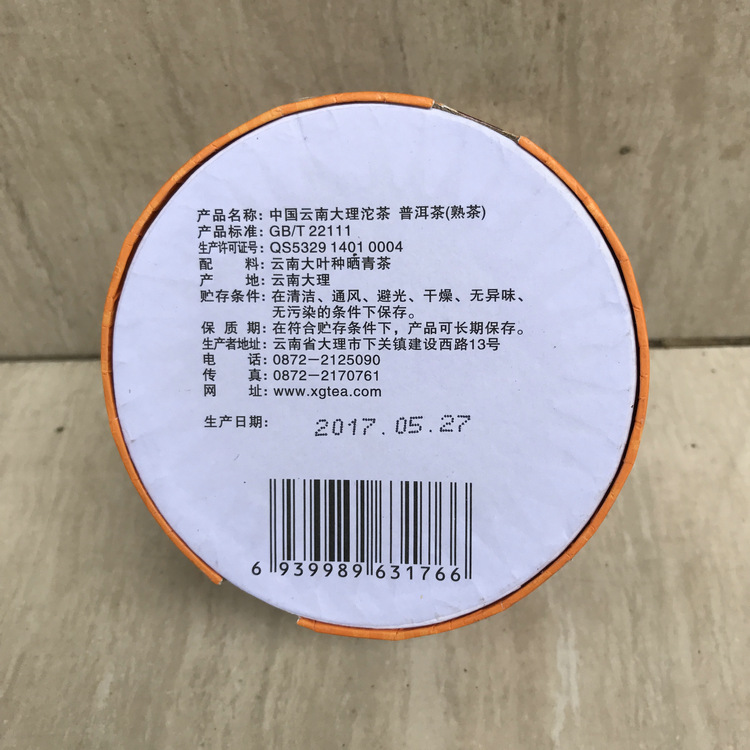 产品名称：中国云南大理沱茶 普洱茶(熟茶)
产品标准：GB/T 22111
生产许可证号：QS5329 1401 0004
配 料：云南大叶种晒青茶
产 地：云南大理
贮存条件：在清洁、通风、避光、干燥、无异味、
无污染的条件下保存。
保 质 期：在符合贮存条件下，产品可长期保存。
生产者地址：云南省大理市下关镇建设西路13号
电 话：0872－2125090
传 真：0872－2170761
网 址：www.xgtea.com
生产日期： 2017.05.27
6 939989 631766